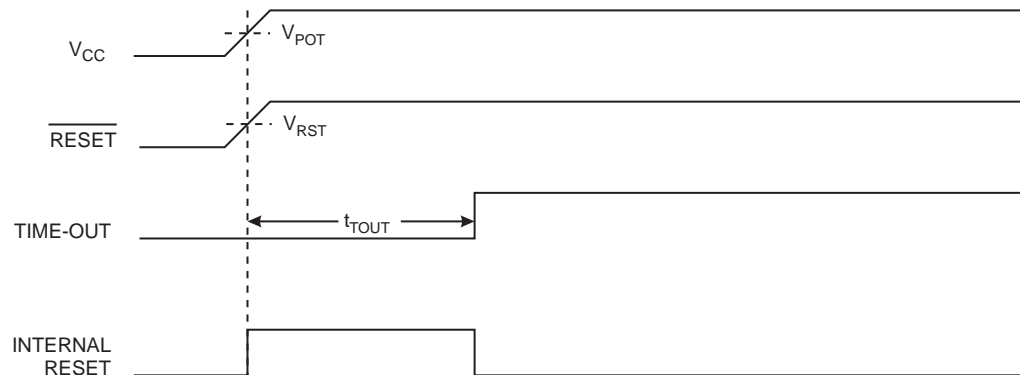 VCC
VPOT
RESET
VRST
TIME-OUT
tTOUT
INTERNAL
RESET